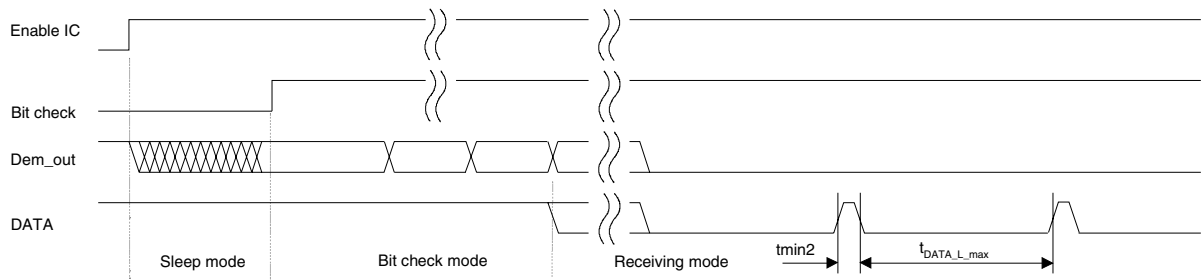 Enable IC
Bit check
Dem_out
DATA
tmin2
tDATA_L_max
Sleep mode
Bit check mode
Receiving mode